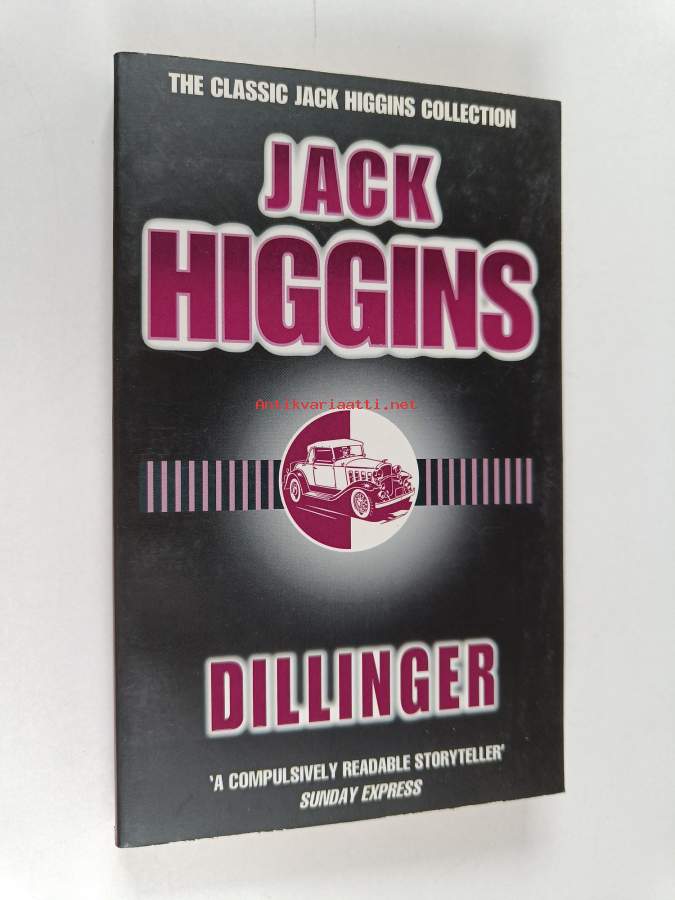 THE CLASSIC JACK HIGGINS COLLECTION
JACK
HIGGINS
Antikvariaatti.net
DILLINGER
'A COMPULSIVELY READABLE STORYTELLER'
SUNDAY EXPRESS